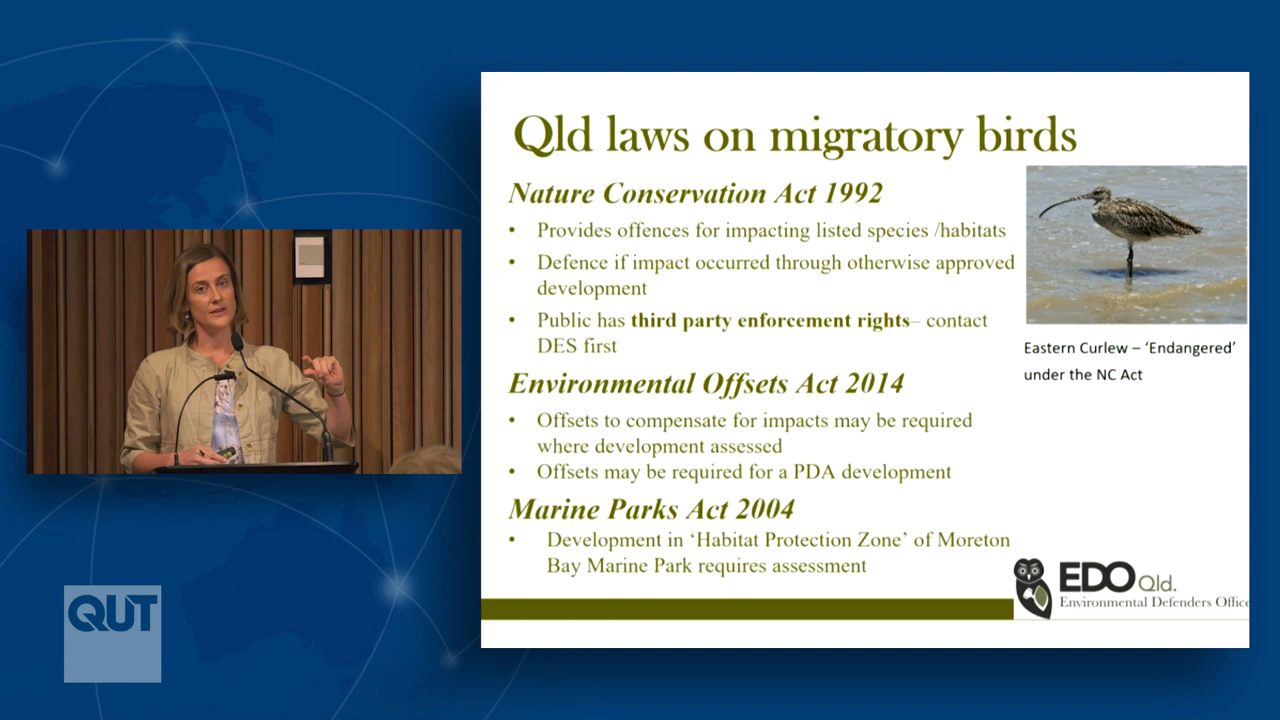 Qld laws on migratory birds
Nature Conservation Act 1992
• Provides offences for impacting listed species /habitats
• Defence if impact occurred through otherwise approved
development
• Public has third party enforcement rights– contact
DES first
Eastern Curlew – ‘Endangered’
under the NC Act
Environmental Offsets Act 2014
• Offsets to compensate for impacts may be required
where development assessed
• Offsets may be required for a PDA development
Marine Parks Act 2004
• Development in ‘Habitat Protection Zone’ of Moreton
Bay Marine Park requires assessment
EDO Qld.
Environmental Defenders Office
QUT